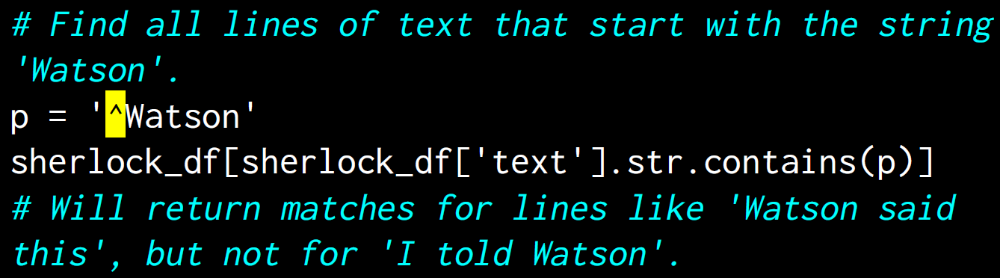 # Find all lines of text that start with the string
'Watson'.
p = '^Watson'
sherlock_df[sherlock_df['text'].str.contains(p)]
# Will return matches for lines like 'Watson said
this', but not for 'I told Watson'.